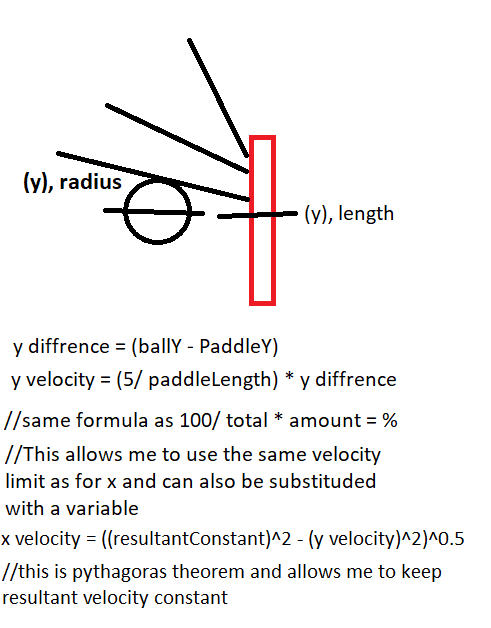 (y), radius
(y), length
y diffrence = (ballY - PaddleY)
y velocity = (5/ paddleLength) * y diffrence
//same formula as 100/ total * amount = %
//This allows me to use the same velocity
limit as for x and can also be substituded
with a variable
x velocity = ((resultantConstant)^2 - (y velocity)^2)^0.5
//this is pythagoras theorem and allows me to keep
resultant velocity constant